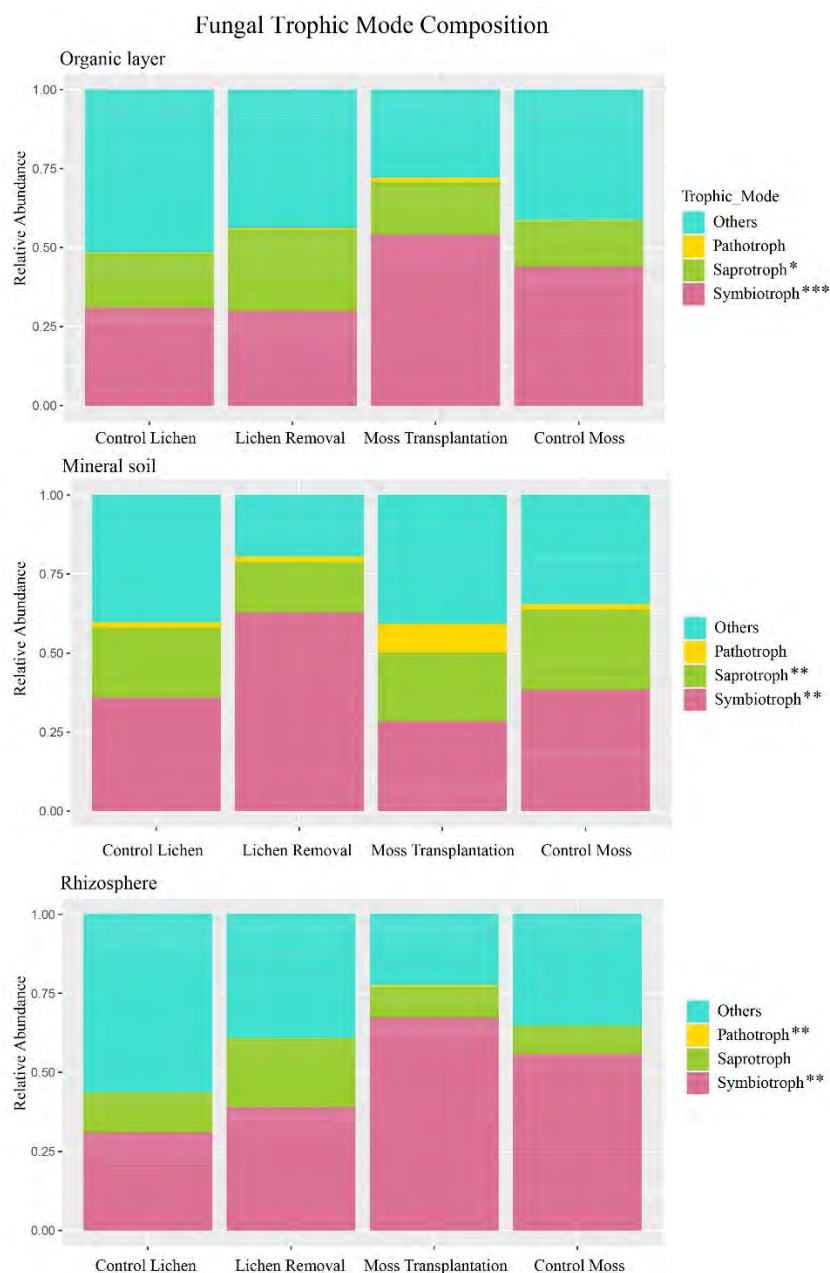 Fungal Trophic Mode Composition
Organic layer
1.00
0.75
0.50
0.25
0.00
Relative Abundance
Control Lichen Lichen Removal Moss Transplantation Control Moss
Trophic_Mode
Others
Pathotroph
Saprotroph*
Symbiotroph***
Mineral soil
1.00
0.75
0.50
0.25
0.00
Relative Abundance
Control Lichen Lichen Removal Moss Transplantation Control Moss
Others
Pathotroph
Saprotroph**
Symbiotroph**
Rhizosphere
1.00
0.75
0.50
0.25
0.00
Relative Abundance
Control Lichen Lichen Removal Moss Transplantation Control Moss
Others
Pathotroph**
Saprotroph
Symbiotroph**